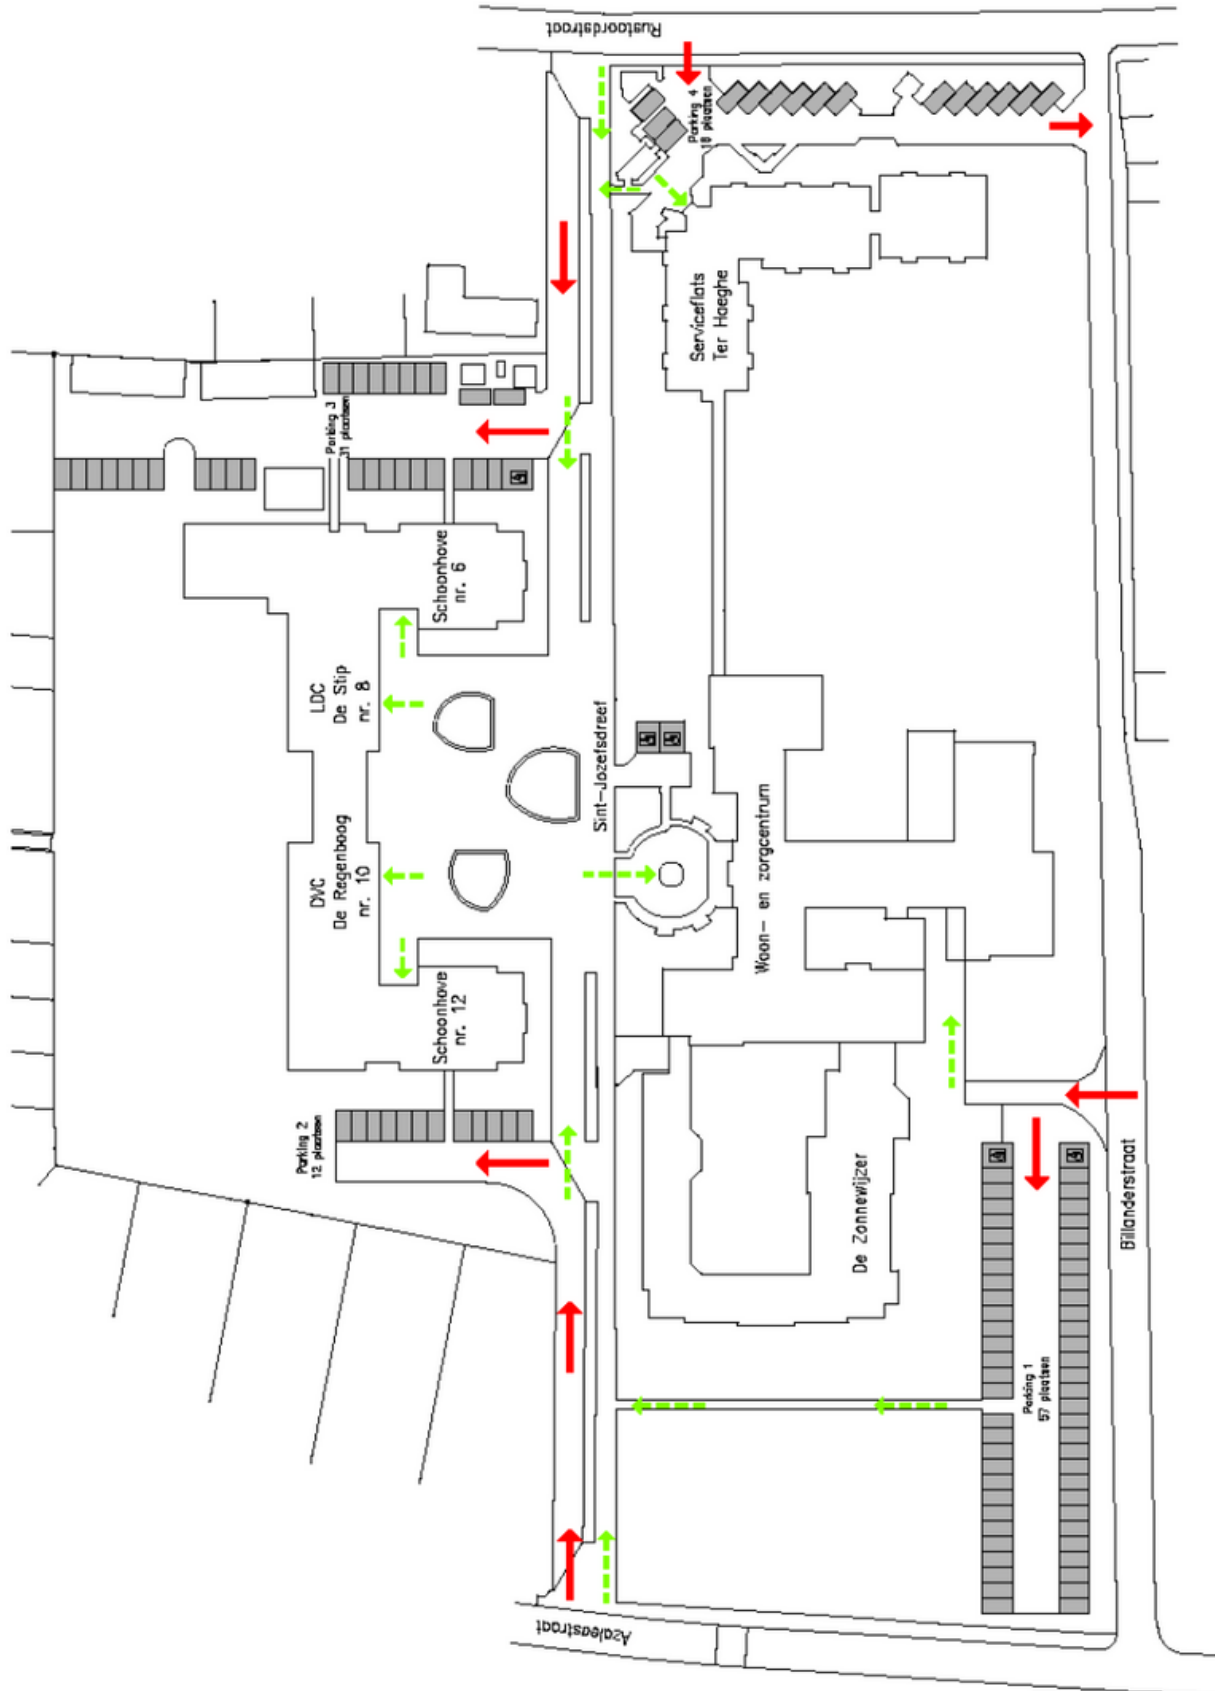 Rustoordstraat
Parking 4
18 plaatsen
Serviceflats
Ter Haeghe
Parking 3
31 plaatsen
Schoonhove
nr. 6
LDC
De Stip
nr. 8
Sint-Jozefsdreef
DVC
De Regenboog
nr. 10
Woon- en zorgcentrum
Schoonhove
nr. 12
Parking 2
12 plaatsen
De Zonnewijzer
Billanderstraat
Parking 1
57 plaatsen
Azaleastraat